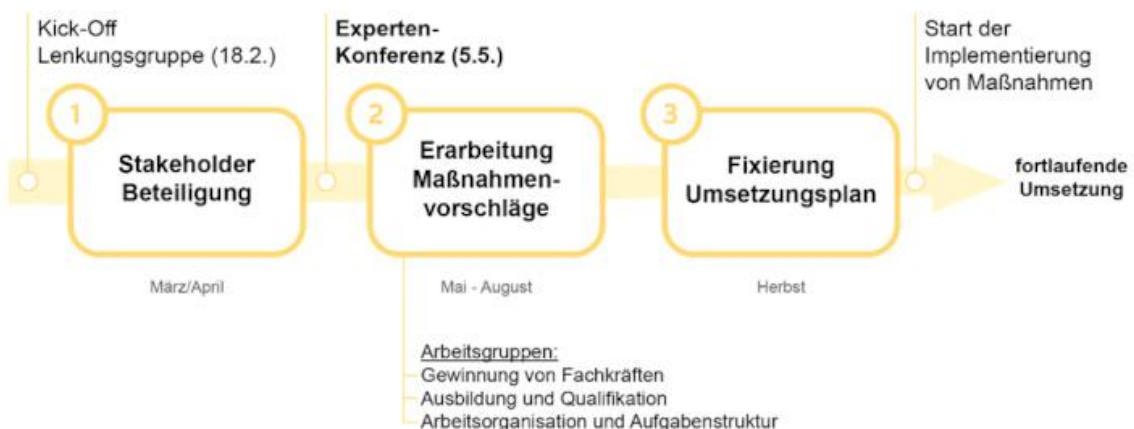 Kick-Off
Lenkungsgruppe (18.2.)
Experten-
Konferenz (5.5.)
Start der
Implementierung
von Maßnahmen
1
Stakeholder
Beteiligung
2
Erarbeitung
Maßnahmen-
vorschläge
3
Fixierung
Umsetzungsplan
fortlaufende
Umsetzung
März/April
Mai - August
Herbst
Arbeitsgruppen:
Gewinnung von Fachkräften
Ausbildung und Qualifikation
Arbeitsorganisation und Aufgabenstruktur